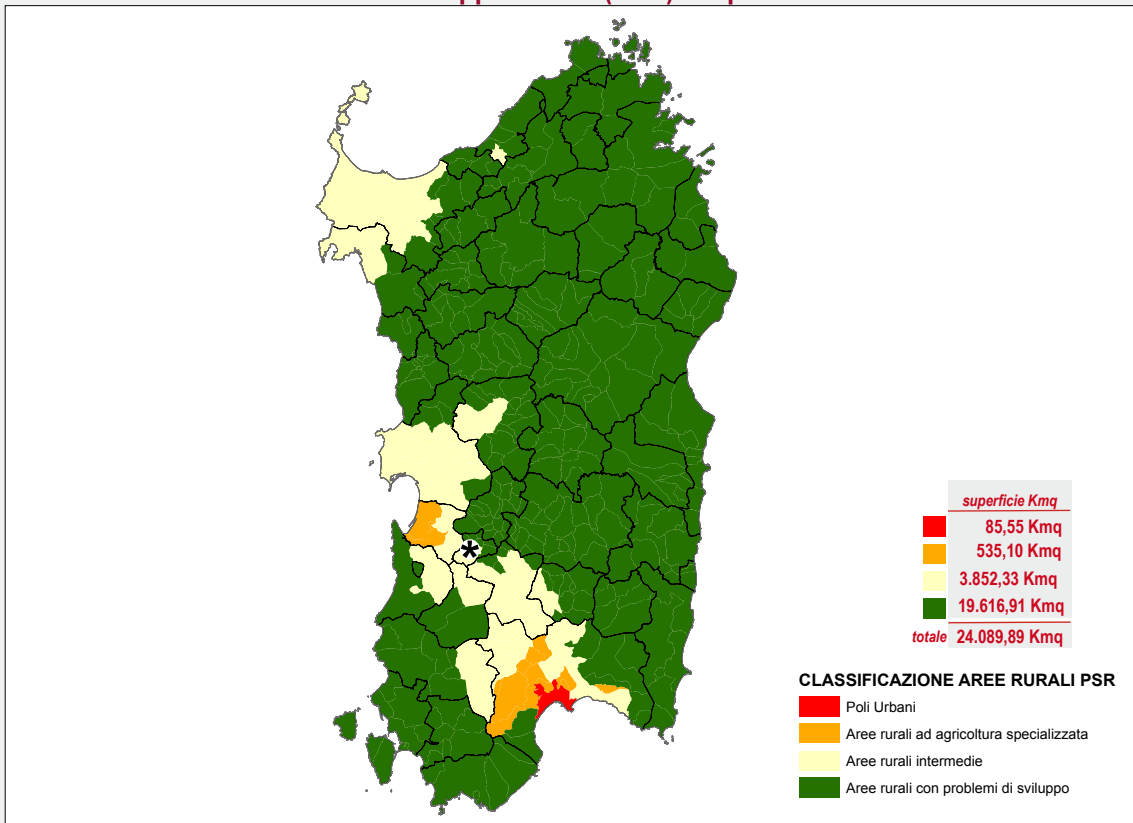 *
superficie Kmq
85,55 Kmq
535,10 Kmq
3.852,33 Kmq
19.616,91 Kmq
totale 24.089,89 Kmq
CLASSIFICAZIONE AREE RURALI PSR
Poli Urbani
Aree rurali ad agricoltura specializzata
Aree rurali intermedie
Aree rurali con problemi di sviluppo